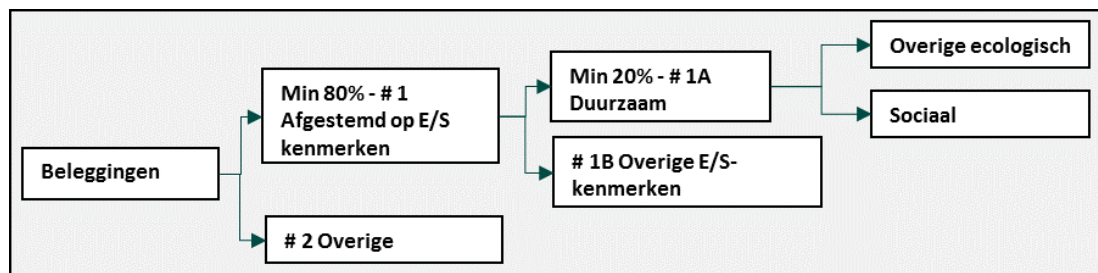 Beleggingen
Min 80% - # 1
Afgestemd op E/S
kenmerken
# 2 Overige
Min 20% - # 1A
Duurzaam
# 1B Overige E/S-
kenmerken
Overige ecologisch
Sociaal